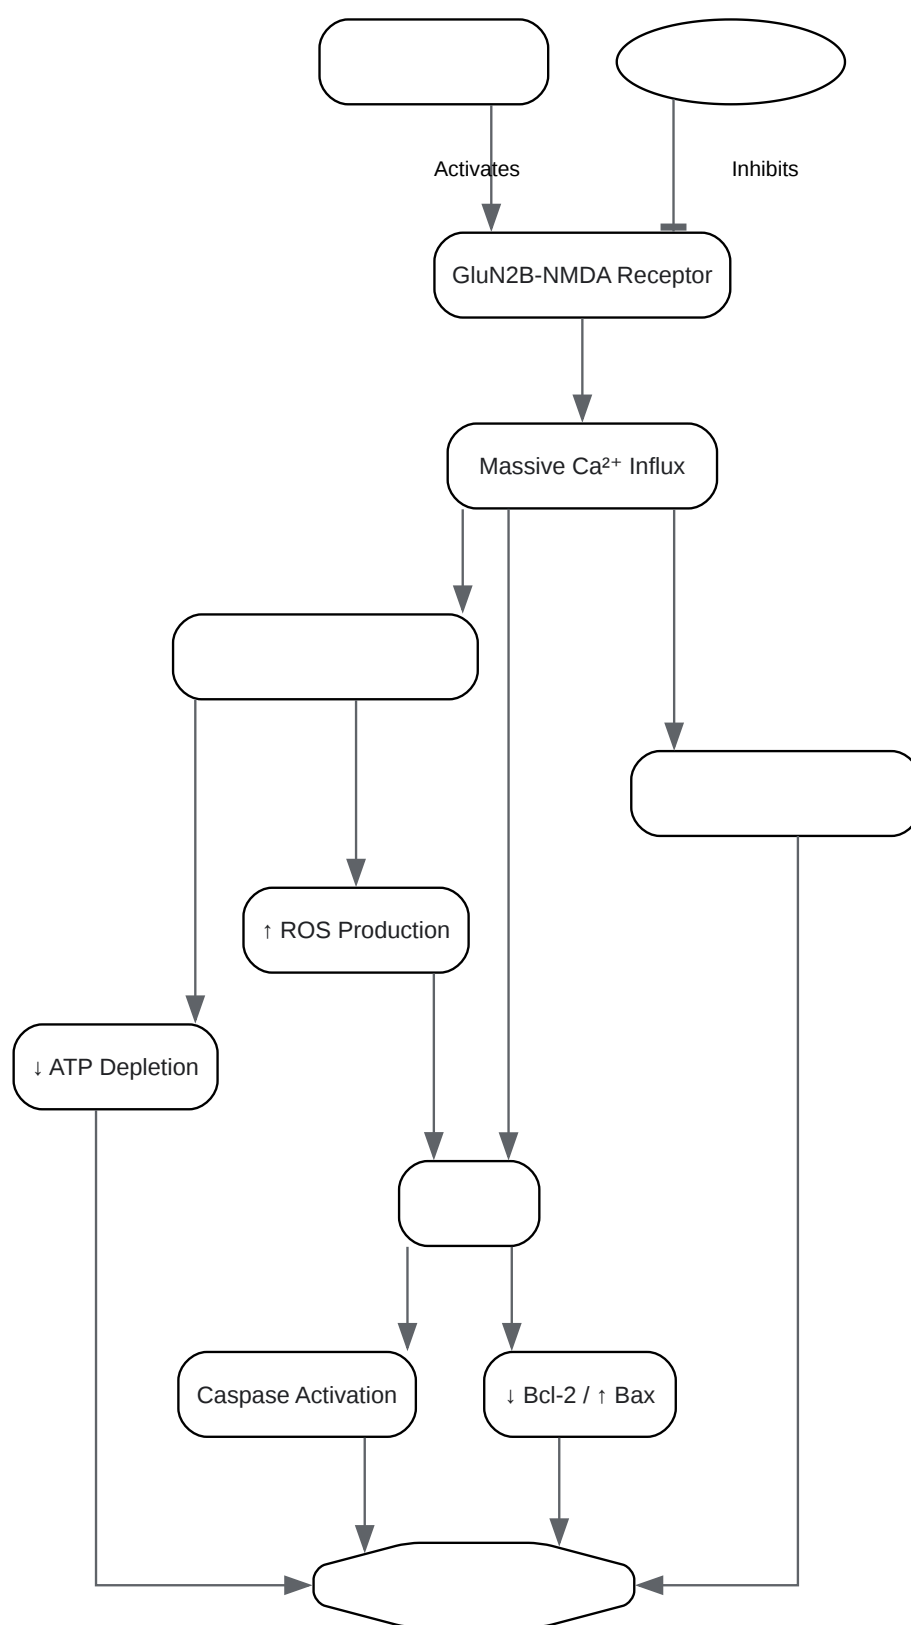 Activates
Inhibits
GluN2B-NMDA Receptor
Massive Ca²⁺ Influx
↑ ROS Production
↓ ATP Depletion
Caspase Activation
↓ Bcl-2 / ↑ Bax